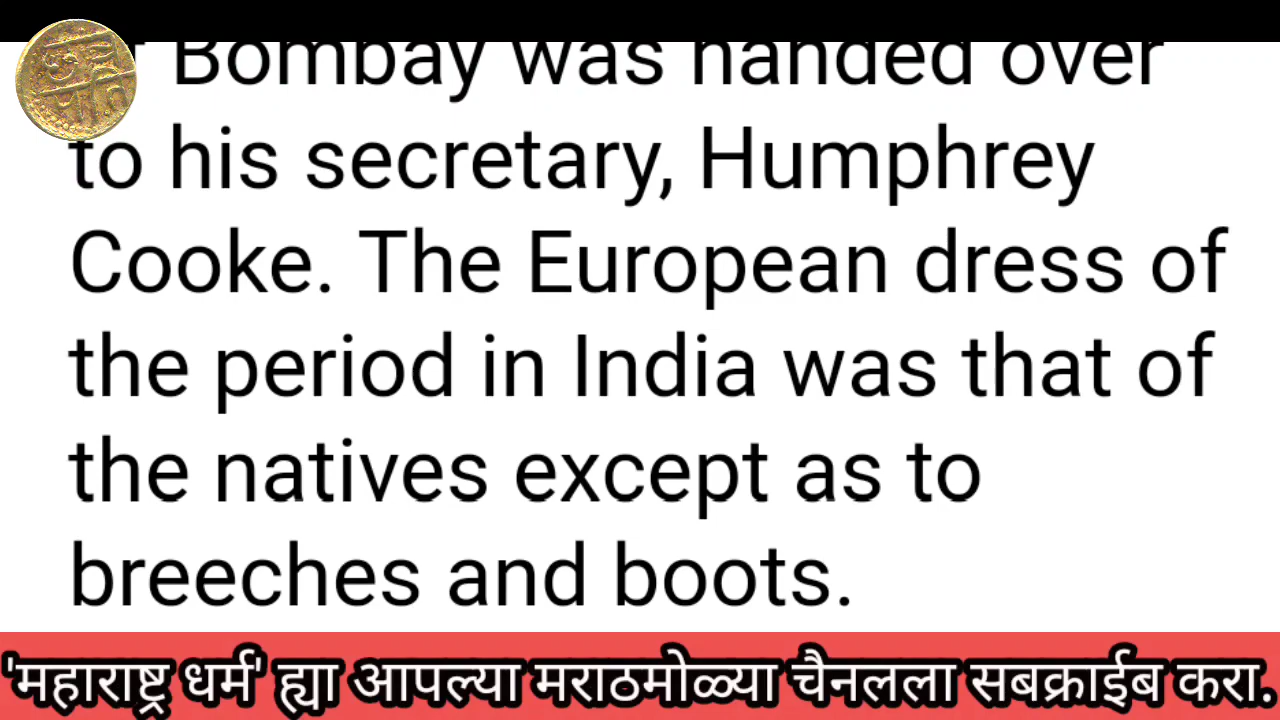 Bombay was handed over
to his secretary, Humphrey
Cooke. The European dress of
the period in India was that of
the natives except as to
breeches and boots.
'महाराष्ट्र धर्म' ह्या आपल्या मराठमोळ्या चैनलला सबक्राईब करा.